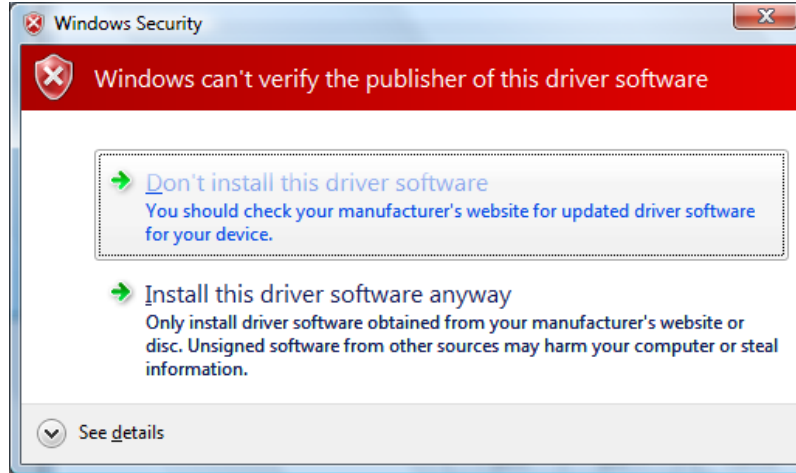 Windows Security
Windows can't verify the publisher of this driver software
Don't install this driver software
You should check your manufacturer's website for updated driver software
for your device.
Install this driver software anyway
Only install driver software obtained from your manufacturer's website or
disc. Unsigned software from other sources may harm your computer or steal
information.
See details